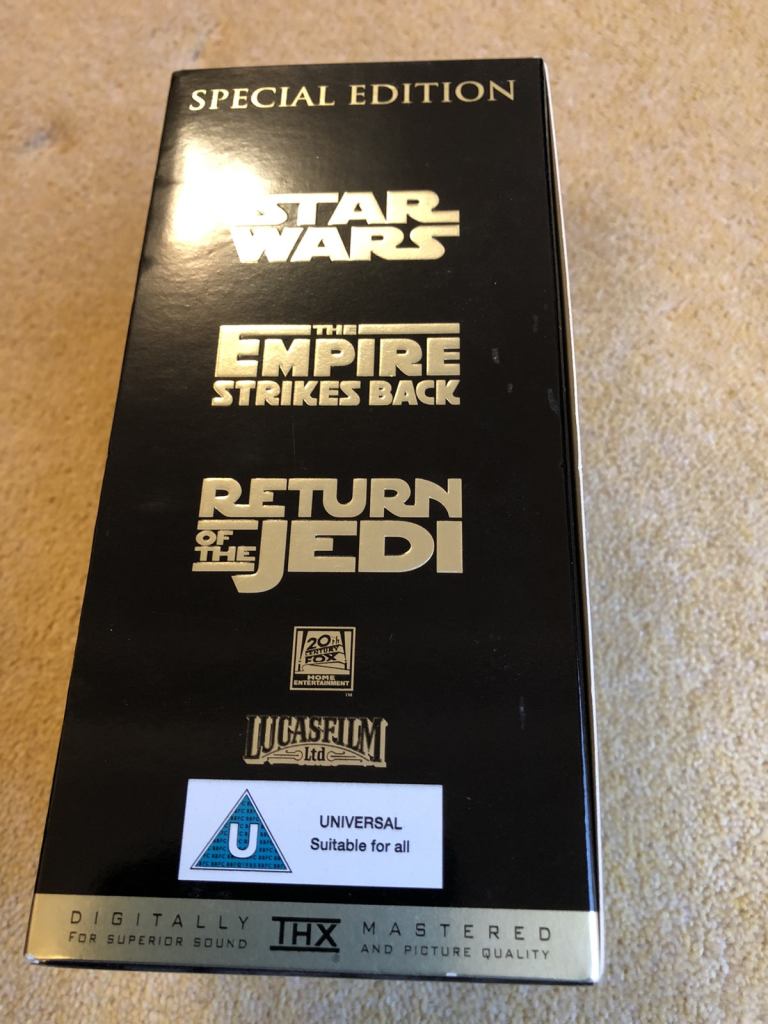 SPECIAL EDITION
STAR
WARS
THE
EMPIRE
STRIKES BACK
RETURN
OF
THE
JEDI
20th
CENTURY
FOX
HOME
ENTERTAINMENT
TM
LUCASFILM
Ltd
U
UNIVERSAL
Suitable for all
DIGITALLY THX MASTERED
FOR SUPERIOR SOUND AND PICTURE QUALITY